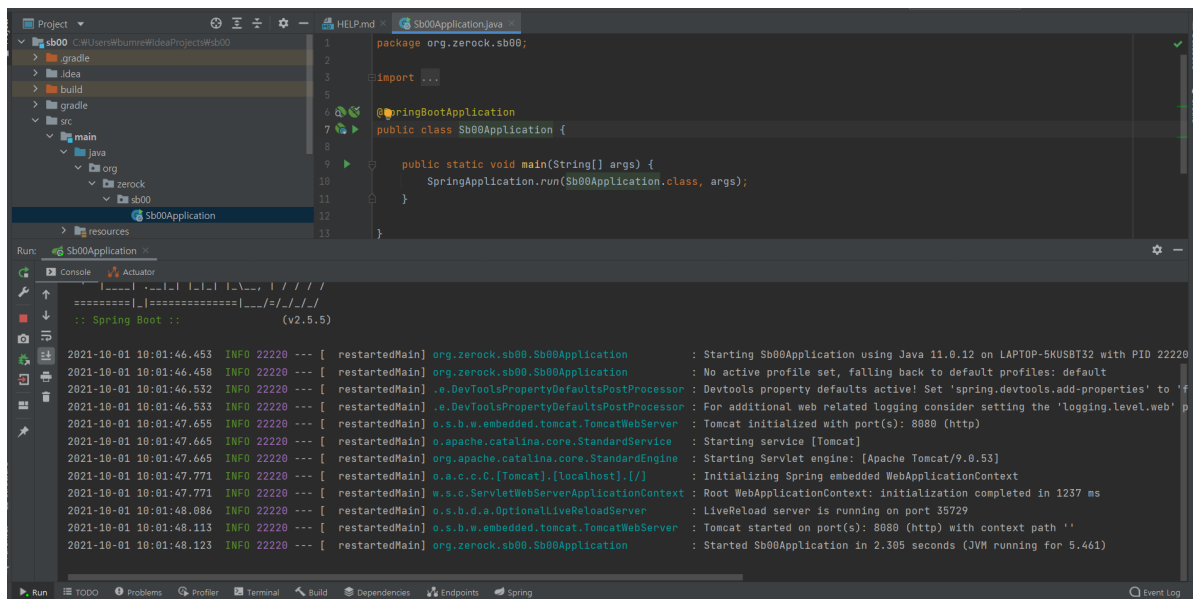 Project
HELP.md
Sb00Application.java
sb00 C:₩Users₩bumre₩IdeaProjects₩sb00
.gradle
.idea
build
gradle
src
main
java
org
zerock
sb00
Sb00Application
resources
1 package org.zerock.sb00;
2
3 import ...
5
6 @SpringBootApplication
7 public class Sb00Application {
8
9 public static void main(String[] args) {
10 SpringApplication.run(Sb00Application.class, args);
11 }
12
13 }
Run: Sb00Application
Console Actuator
' |____| .__|_| |_|_| |_\__, | / / / /
=========|_|==============|___/=/_/_/_/
:: Spring Boot :: (v2.5.5)
2021-10-01 10:01:46.453 INFO 22220 --- [ restartedMain] org.zerock.sb00.Sb00Application : Starting Sb00Application using Java 11.0.12 on LAPTOP-5KUSBT32 with PID 22220
2021-10-01 10:01:46.458 INFO 22220 --- [ restartedMain] org.zerock.sb00.Sb00Application : No active profile set, falling back to default profiles: default
2021-10-01 10:01:46.532 INFO 22220 --- [ restartedMain] .e.DevToolsPropertyDefaultsPostProcessor : Devtools property defaults active! Set 'spring.devtools.add-properties' to 'f
2021-10-01 10:01:46.533 INFO 22220 --- [ restartedMain] .e.DevToolsPropertyDefaultsPostProcessor : For additional web related logging consider setting the 'logging.level.web' p
2021-10-01 10:01:47.655 INFO 22220 --- [ restartedMain] o.s.b.w.embedded.tomcat.TomcatWebServer : Tomcat initialized with port(s): 8080 (http)
2021-10-01 10:01:47.665 INFO 22220 --- [ restartedMain] o.apache.catalina.core.StandardService : Starting service [Tomcat]
2021-10-01 10:01:47.665 INFO 22220 --- [ restartedMain] org.apache.catalina.core.StandardEngine : Starting Servlet engine: [Apache Tomcat/9.0.53]
2021-10-01 10:01:47.771 INFO 22220 --- [ restartedMain] o.a.c.c.C.[Tomcat].[localhost].[/] : Initializing Spring embedded WebApplicationContext
2021-10-01 10:01:47.771 INFO 22220 --- [ restartedMain] w.s.c.ServletWebServerApplicationContext : Root WebApplicationContext: initialization completed in 1237 ms
2021-10-01 10:01:48.086 INFO 22220 --- [ restartedMain] o.s.b.d.a.OptionalLiveReloadServer : LiveReload server is running on port 35729
2021-10-01 10:01:48.113 INFO 22220 --- [ restartedMain] o.s.b.w.embedded.tomcat.TomcatWebServer : Tomcat started on port(s): 8080 (http) with context path ''
2021-10-01 10:01:48.123 INFO 22220 --- [ restartedMain] org.zerock.sb00.Sb00Application : Started Sb00Application in 2.305 seconds (JVM running for 5.461)
Run TODO Problems Profiler Terminal Build Dependencies Endpoints Spring Event Log